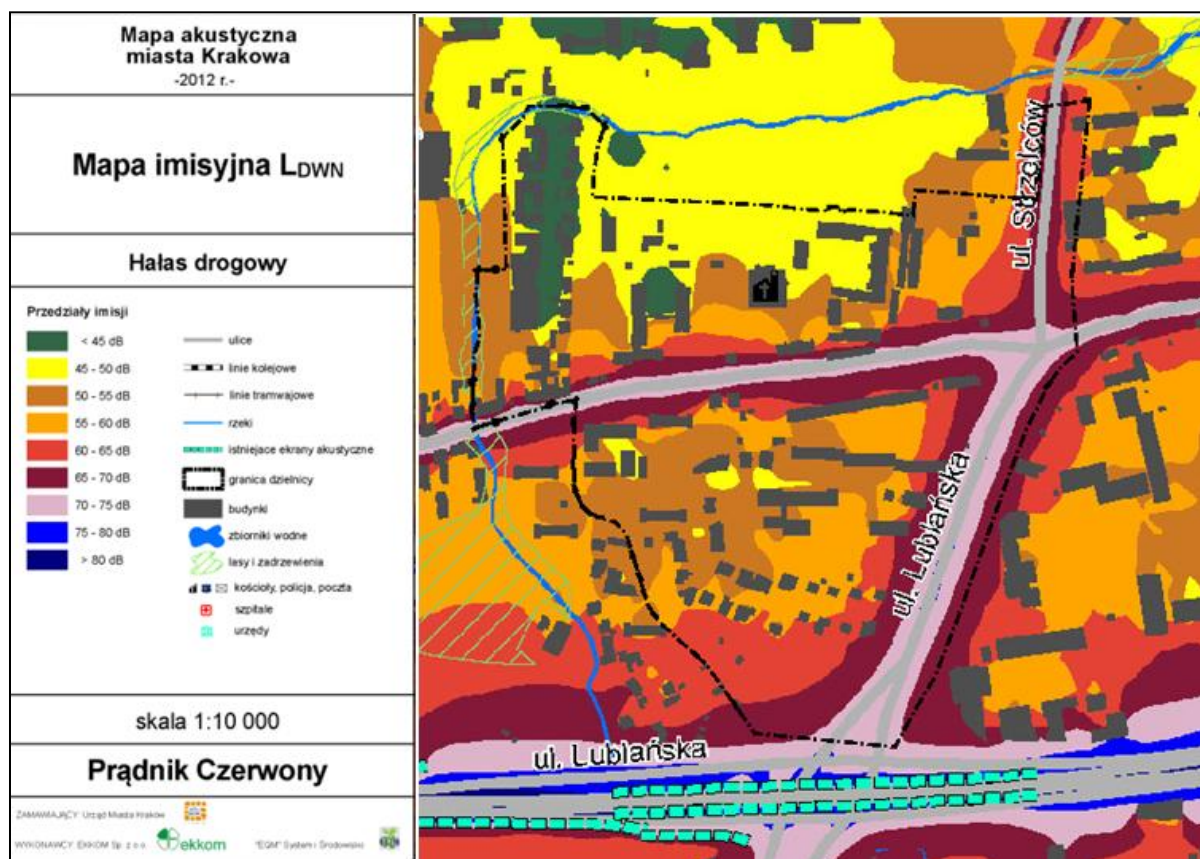 Mapa akustyczna
miasta Krakowa
-2012 r.-
Mapa imisyjna LDWN
Hałas drogowy
Przedziały imisji
< 45 dB
45 - 50 dB
50 - 55 dB
55 - 60 dB
60 - 65 dB
65 - 70 dB
70 - 75 dB
75 - 80 dB
> 80 dB
ulice
linie kolejowe
linie tramwajowe
rzeki
istniejace ekrany akustyczne
granica dzielnicy
budynki
zbiorniki wodne
lasy i zadrzewienia
kościoły, policja, poczta
szpitale
urzędy
skala 1:10 000
Prądnik Czerwony
ZAMAWIAJĄCY: Urząd Miasta Kraków
WYKONAWCY: EKKOM Sp. z o.o.
ekkom
"EQM" System i Środowisko
ul. Strzelców
ul. Lublańska
ul. Lublańska